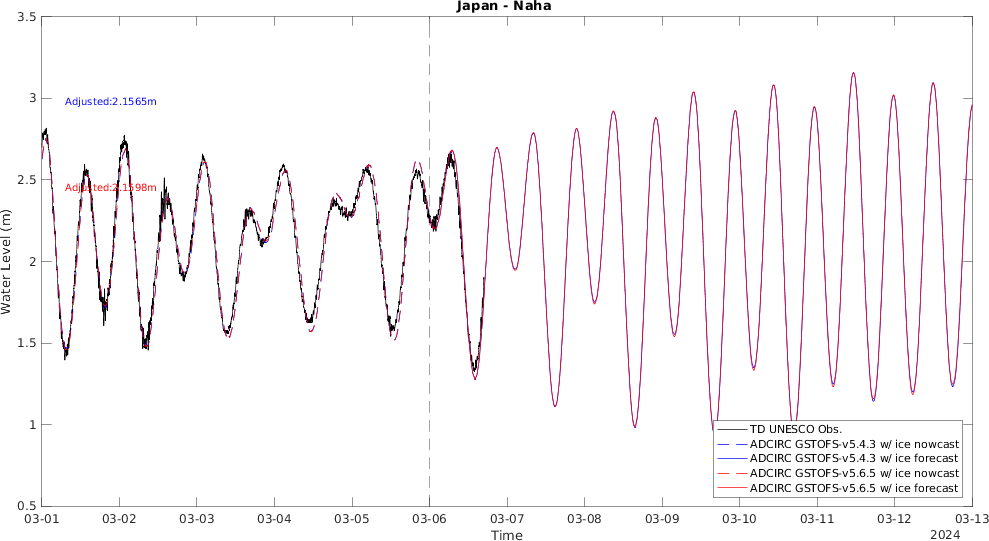 Japan - Naha
3.5
3
2.5
2
1.5
1
0.5
Water Level (m)
Adjusted:2.1565m
Adjusted:2.1598m
TD UNESCO Obs.
ADCIRC GSTOFS-v5.4.3 w/ ice nowcast
ADCIRC GSTOFS-v5.4.3 w/ ice forecast
ADCIRC GSTOFS-v5.6.5 w/ ice nowcast
ADCIRC GSTOFS-v5.6.5 w/ ice forecast
03-01 03-02 03-03 03-04 03-05 03-06 03-07 03-08 03-09 03-10 03-11 03-12 03-13
Time
2024